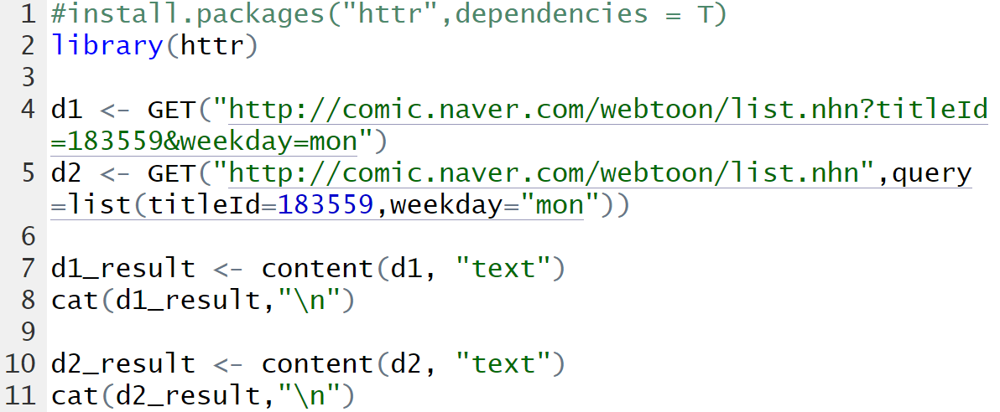 1 #install.packages("httr",dependencies = T)
2 library(httr)
3
4 d1 <- GET("http://comic.naver.com/webtoon/list.nhn?titleId
=183559&weekday=mon")
5 d2 <- GET("http://comic.naver.com/webtoon/list.nhn",query
=list(titleId=183559,weekday="mon"))
6
7 d1_result <- content(d1, "text")
8 cat(d1_result,"\n")
9
10 d2_result <- content(d2, "text")
11 cat(d2_result,"\n")